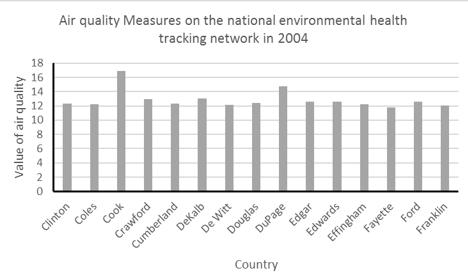 Air quality Measures on the national environmental health
tracking network in 2004
Value of air quality
18
16
14
12
10
8
6
4
2
0
Clinton
Coles
Cook
Crawford
Cumberland
DeKalb
De Witt
Douglas
DuPage
Edgar
Edwards
Effingham
Fayette
Ford
Franklin
Country